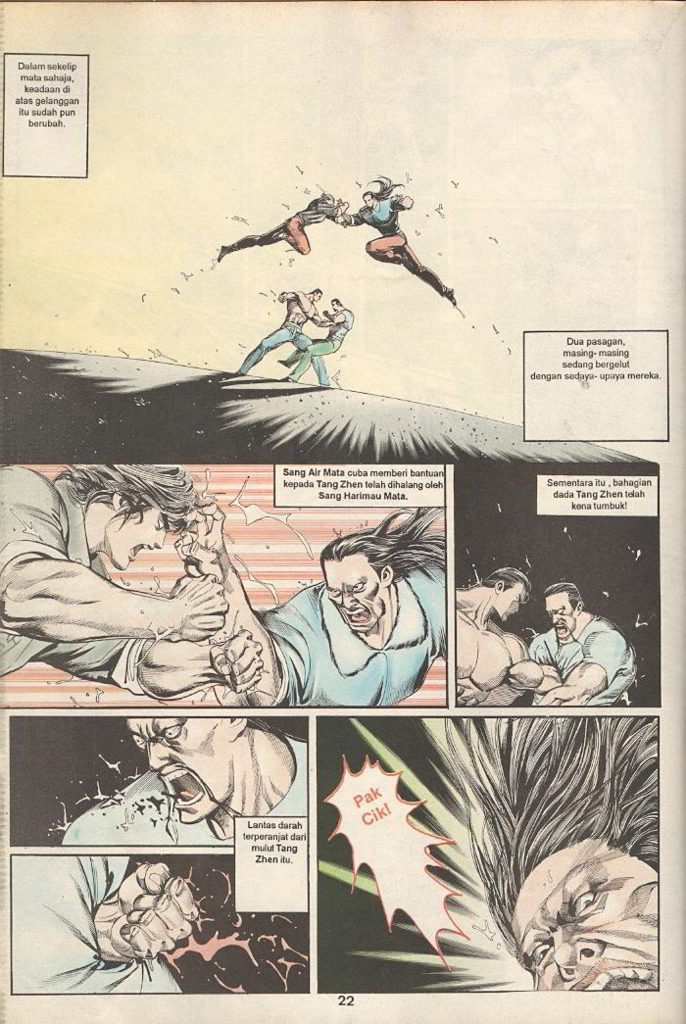 Dalam sekelip
mata sahaja,
keadaan di
atas gelanggan
itu sudah pun
berubah.
Dua pasagan,
masing- masing
sedang bergelut
dengan sedaya- upaya mereka.
Sang Air Mata cuba memberi bantuan
kepada Tang Zhen telah dihalang oleh
Sang Harimau Mata.
Sementara itu , bahagian
dada Tang Zhen telah
kena tumbuk!
Lantas darah
terperanjat dari
mulut Tang
Zhen itu.
Pak
Cik!
22